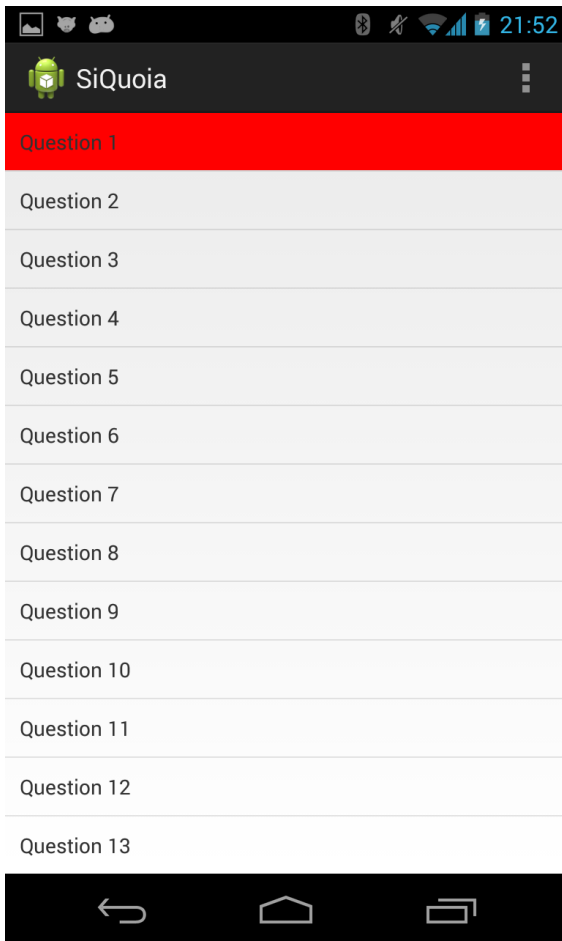 21:52
SiQuoia
Question 1
Question 2
Question 3
Question 4
Question 5
Question 6
Question 7
Question 8
Question 9
Question 10
Question 11
Question 12
Question 13